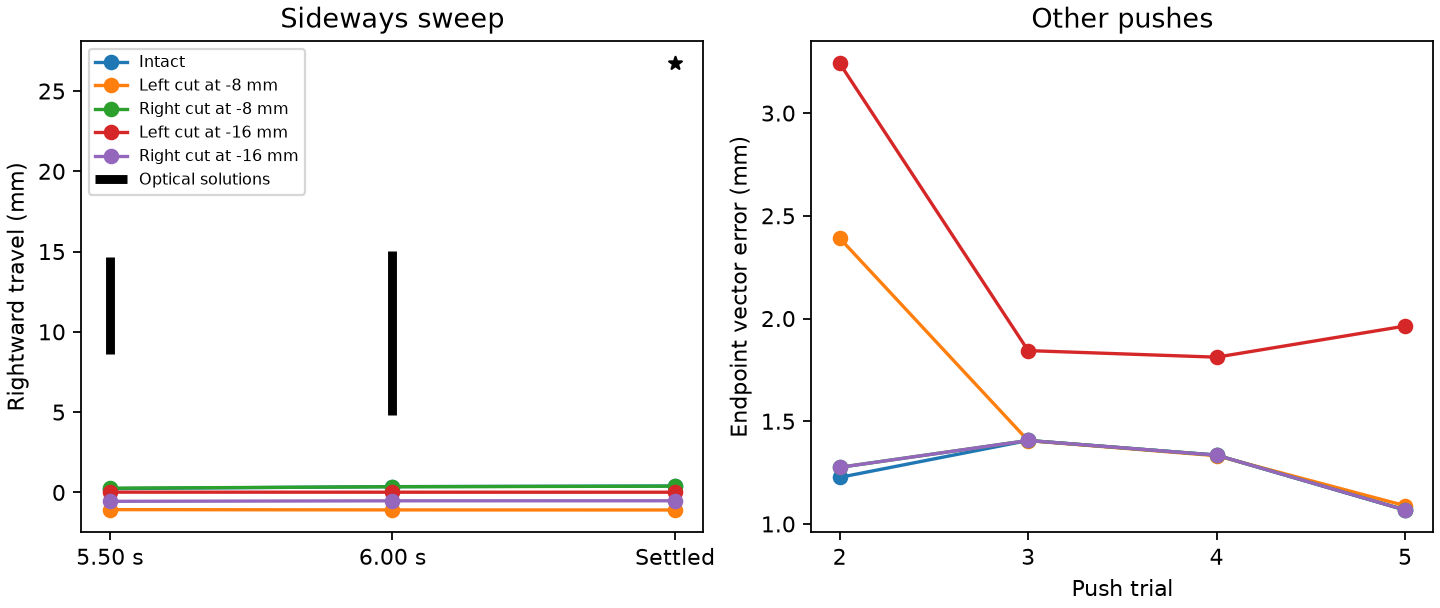 Sideways sweep
Rightward travel (mm)
25
20
15
10
5
0
5.50 s
6.00 s
Settled
Intact
Left cut at -8 mm
Right cut at -8 mm
Left cut at -16 mm
Right cut at -16 mm
Optical solutions
Other pushes
Endpoint vector error (mm)
3.0
2.5
2.0
1.5
1.0
2
3
4
5
Push trial